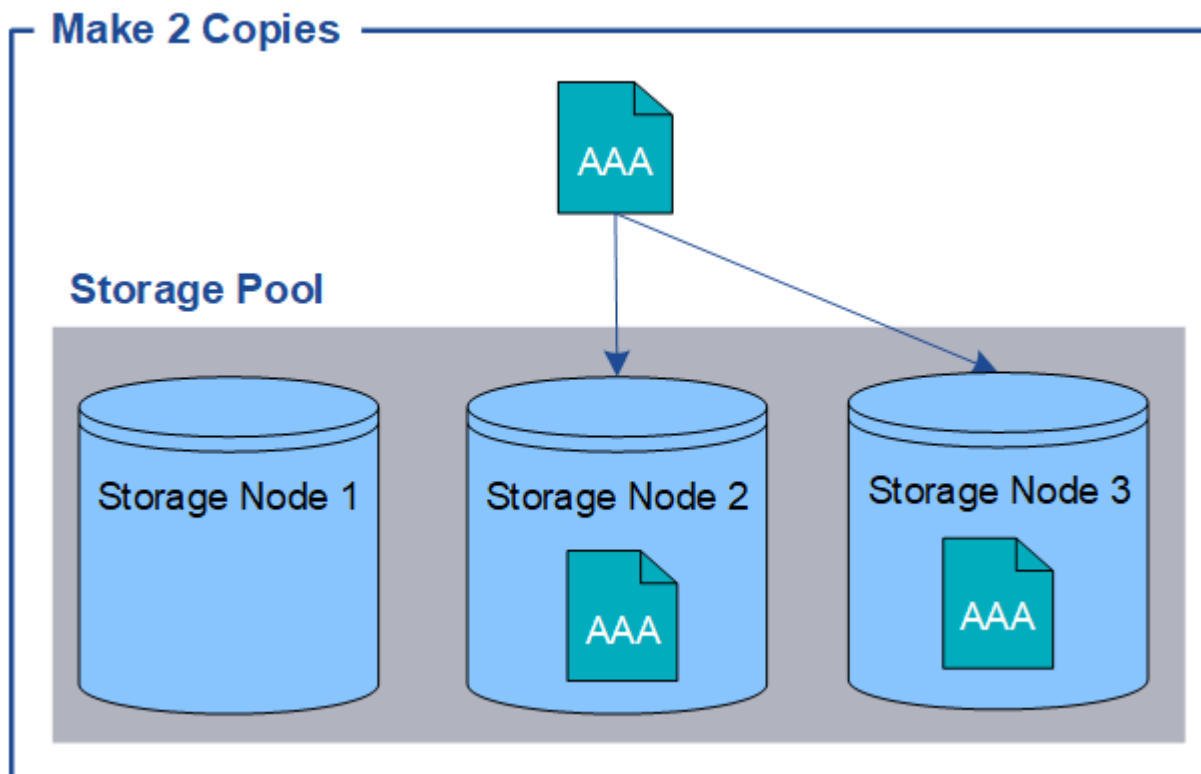 Make 2 Copies
AAA
Storage Pool
Storage Node 1
Storage Node 2
Storage Node 3
AAA
AAA